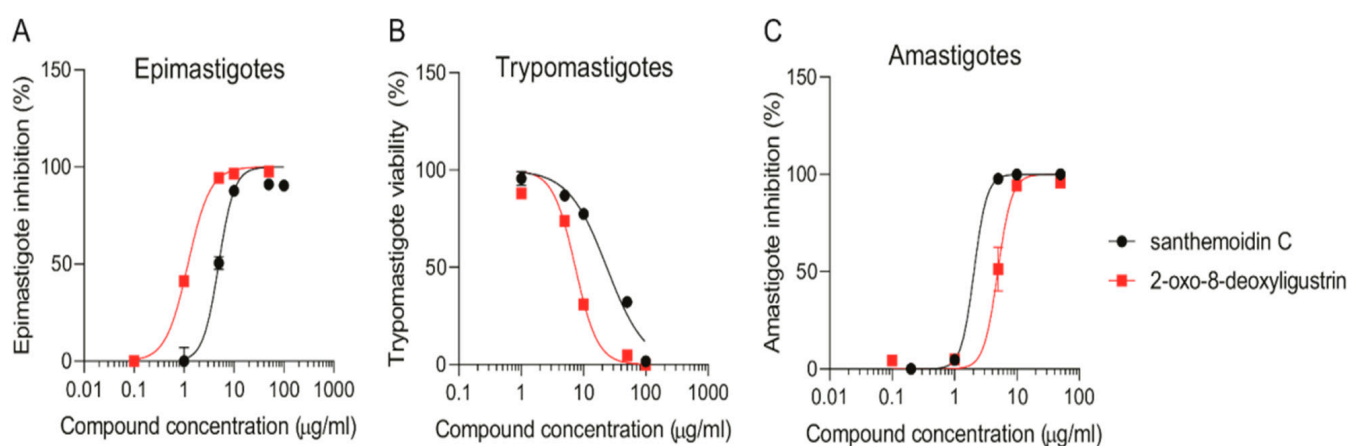 A
Epimastigotes
Epimastigote inhibition (%)
150
100
50
0
0.01 0.1 1 10 100 1000
Compound concentration (µg/ml)
B
Trypomastigotes
Trypomastigote viability (%)
150
100
50
0
0.1 1 10 100 1000
Compound concentration (µg/ml)
C
Amastigotes
Amastigote inhibition (%)
150
100
50
0
0.01 0.1 1 10 100
Compound concentration (µg/ml)
santhemoidin C
2-oxo-8-deoxyligustrin